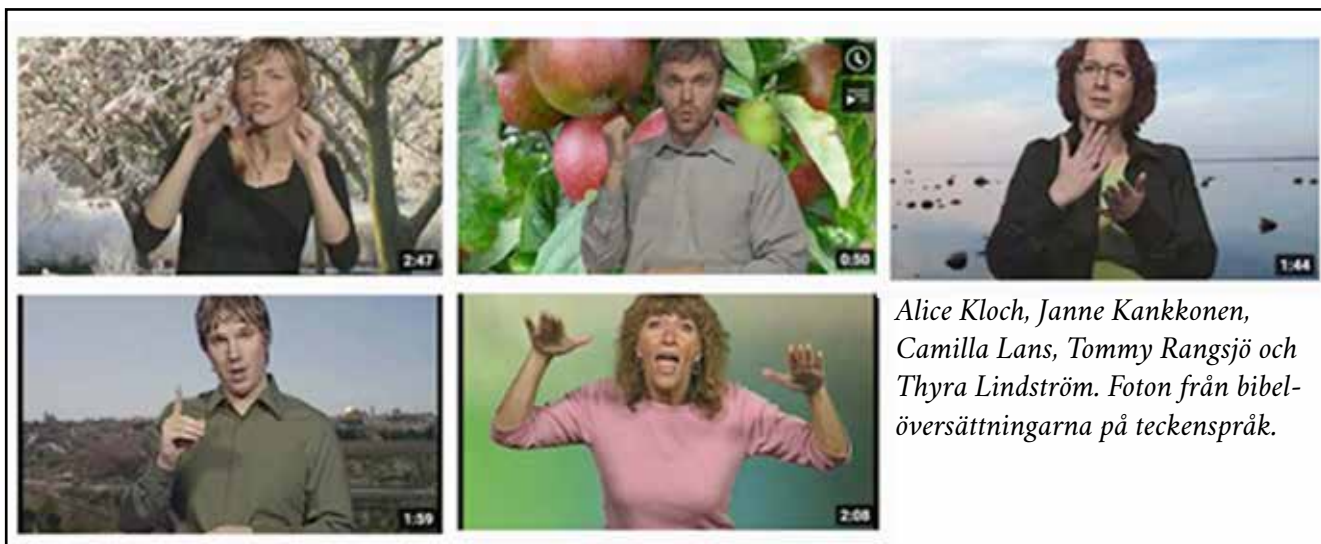 2:47
0:50
1:44
1:59
2:08
Alice Kloch, Janne Kankkonen,
Camilla Lans, Tommy Rangsjö och
Thyra Lindström. Foton från bibel-
översättningarna på teckenspråk.